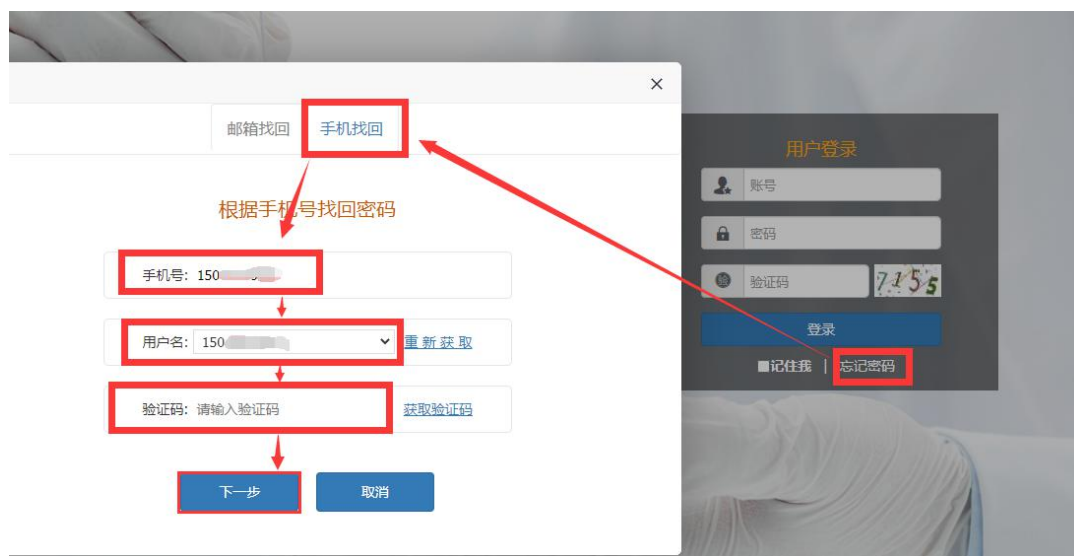 ×
邮箱找回 手机找回
根据手机号找回密码
手机号: 150
用户名: 150
重新获取
验证码: 请输入验证码
获取验证码
下一步 取消
用户登录
账号
密码
验证码 7155
登录
记住我 | 忘记密码